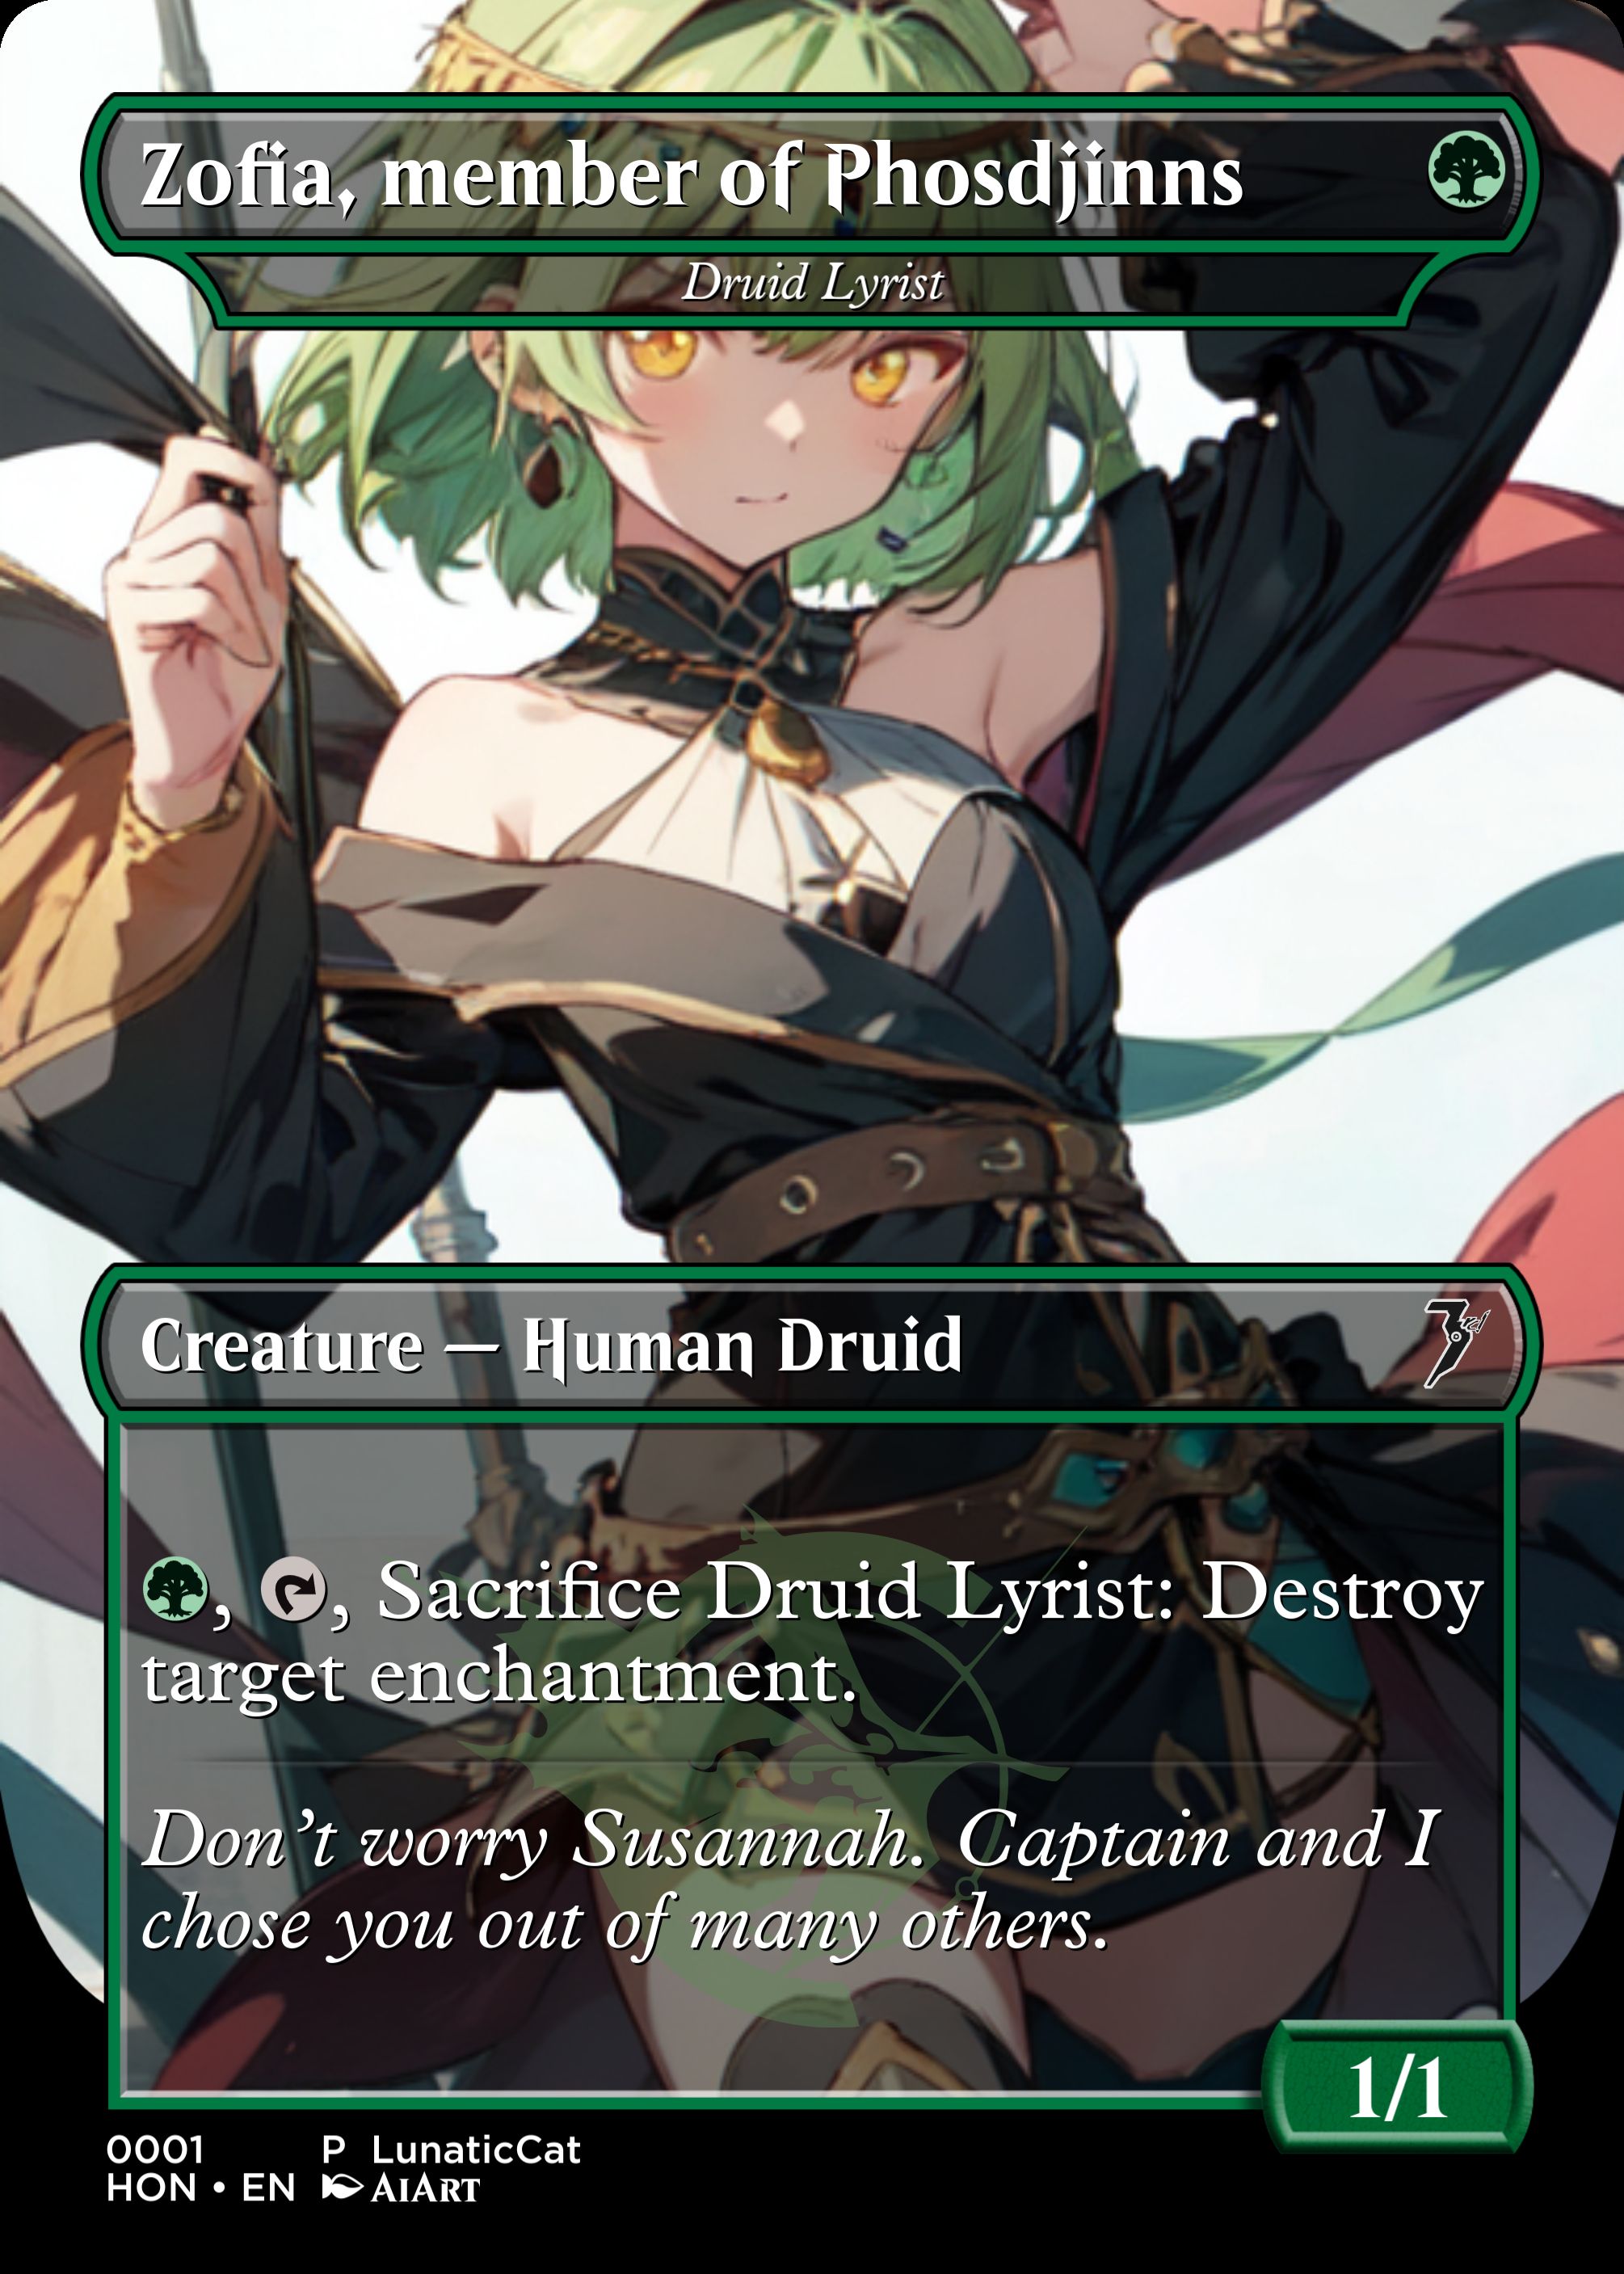 Zofia, member of Phosdjinns
Druid Lyrist
Creature — Human Druid
3rd
, , Sacrifice Druid Lyrist: Destroy
target enchantment.
Don't worry Susannah. Captain and I
chose you out of many others.
1/1
0001 P LunaticCat
HON • EN AIART